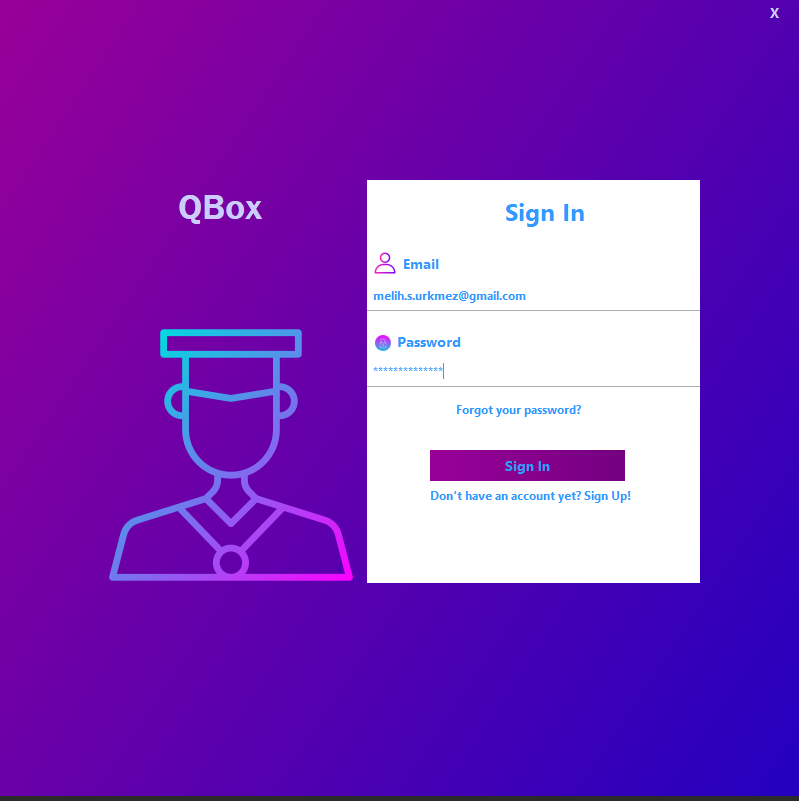 X
QBox
Sign In
Email
melih.s.urkmez@gmail.com
Password
**************
Forgot your password?
Sign In
Don't have an account yet? Sign Up!